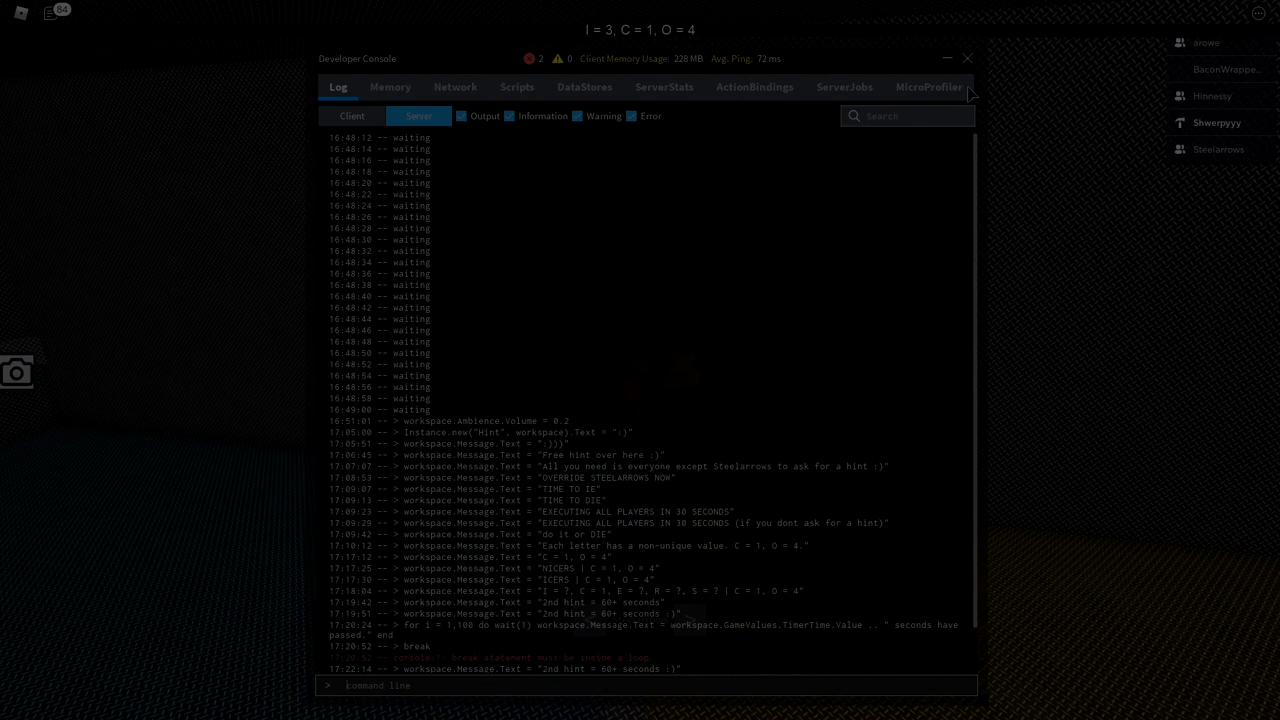 84
I = 3, C = 1, O = 4
arowe
BaconWrappe...
Hinnessy
Shwerpyyy
Steelarrows
Developer Console
2 0 Client Memory Usage: 228 MB Avg. Ping: 72 ms
Log Memory Network Scripts DataStores ServerStats ActionBindings ServerJobs MicroProfiler
Client Server Output Information Warning Error Search
16:48:12 -- waiting
16:48:14 -- waiting
16:48:16 -- waiting
16:48:18 -- waiting
16:48:20 -- waiting
16:48:22 -- waiting
16:48:24 -- waiting
16:48:26 -- waiting
16:48:28 -- waiting
16:48:30 -- waiting
16:48:32 -- waiting
16:48:34 -- waiting
16:48:36 -- waiting
16:48:38 -- waiting
16:48:40 -- waiting
16:48:42 -- waiting
16:48:44 -- waiting
16:48:46 -- waiting
16:48:48 -- waiting
16:48:50 -- waiting
16:48:52 -- waiting
16:48:54 -- waiting
16:48:56 -- waiting
16:48:58 -- waiting
16:49:00 -- waiting
16:51:01 -- > workspace.Ambience.Volume = 0.2
17:05:00 -- > Instance.new("Hint", workspace).Text = ":)"
17:05:51 -- > workspace.Message.Text = ":)))"
17:06:45 -- > workspace.Message.Text = "Free hint over here :)"
17:07:07 -- > workspace.Message.Text = "All you need is everyone except Steelarrows to ask for a hint :)"
17:08:53 -- > workspace.Message.Text = "OVERRIDE STEELARROWS NOW"
17:09:07 -- > workspace.Message.Text = "TIME TO IE"
17:09:13 -- > workspace.Message.Text = "TIME TO DIE"
17:09:23 -- > workspace.Message.Text = "EXECUTING ALL PLAYERS IN 30 SECONDS"
17:09:29 -- > workspace.Message.Text = "EXECUTING ALL PLAYERS IN 30 SECONDS (if you dont ask for a hint)"
17:09:42 -- > workspace.Message.Text = "do it or DIE"
17:10:12 -- > workspace.Message.Text = "Each letter has a non-unique value. C = 1, O = 4."
17:17:12 -- > workspace.Message.Text = "C = 1, O = 4"
17:17:25 -- > workspace.Message.Text = "NICERS | C = 1, O = 4"
17:17:30 -- > workspace.Message.Text = "ICERS | C = 1, O = 4"
17:18:04 -- > workspace.Message.Text = "I = ?, C = 1, E = ?, R = ?, S = ? | C = 1, O = 4"
17:19:42 -- > workspace.Message.Text = "2nd hint = 60+ seconds"
17:19:51 -- > workspace.Message.Text = "2nd hint = 60+ seconds :)"
17:20:24 -- > for i = 1,100 do wait(1) workspace.Message.Text = workspace.GameValues.TimerTime.Value .. " seconds have
passed." end
17:20:52 -- > break
17:20:52 -- console:1: break statement must be inside a loop
17:22:14 -- > workspace.Message.Text = "2nd hint = 60+ seconds :)"
> command line